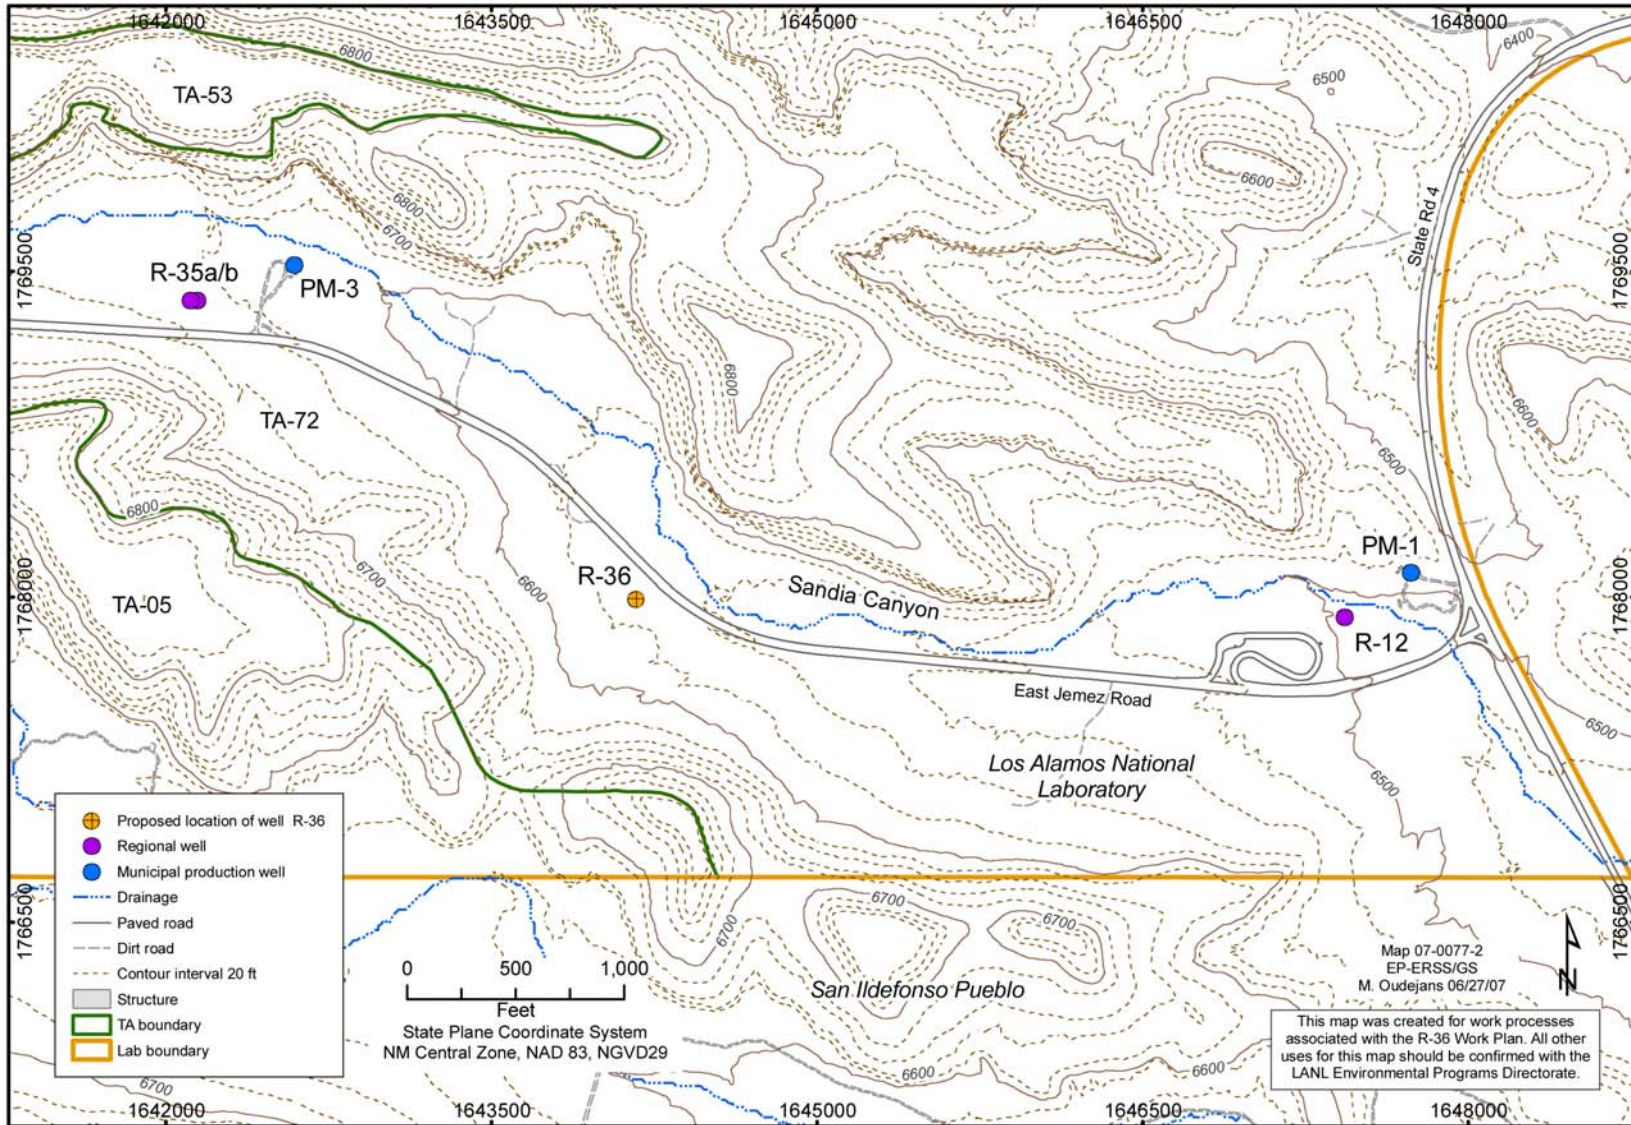 1642000
1643500
1645000
1646500
1648000
6800
6400
6500
TA-53
6600
6800
State Rd 4
6700
1769500
R-35a/b
PM-3
1769500
6800
6600
TA-72
6500
6800
6700
PM-1
6600
R-36
Sandia Canyon
1768000
TA-05
1768000
R-12
East Jemez Road
6500
Los Alamos National
Laboratory
6500
Proposed location of well R-36
Regional well
Municipal production well
Drainage
Paved road
Dirt road
Contour interval 20 ft
Structure
TA boundary
Lab boundary
6700
6700
6700
1766500
1766500
0 500 1,000
Feet
State Plane Coordinate System
NM Central Zone, NAD 83, NGVD29
San Ildefonso Pueblo
Map 07-0077-2
EP-ERSS/GS
M. Oudejans 06/27/07
N
This map was created for work processes
associated with the R-36 Work Plan. All other
uses for this map should be confirmed with the
LANL Environmental Programs Directorate.
6700
6600
6600
1642000
1643500
1645000
1646500
1648000